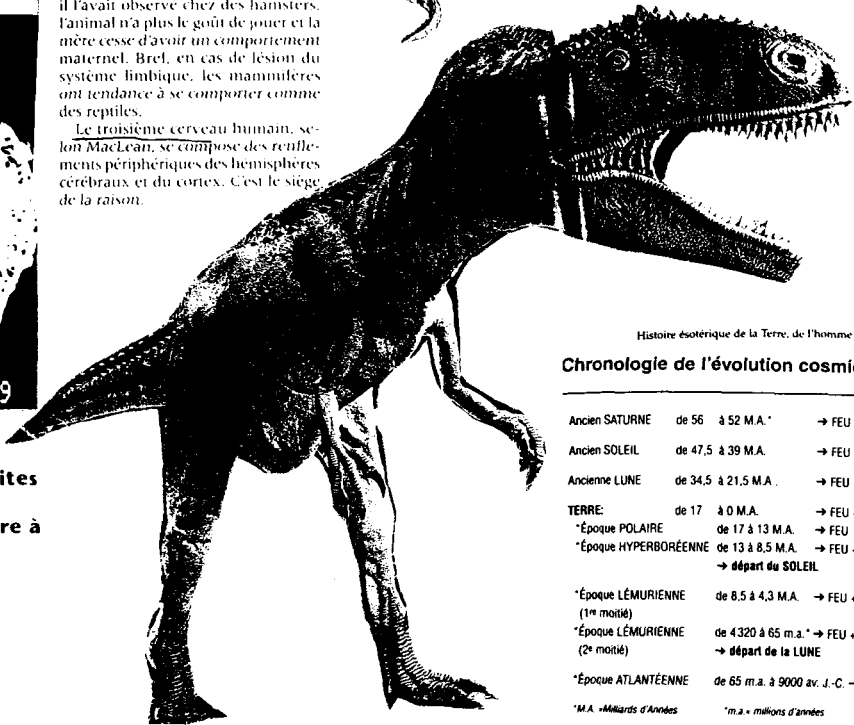 il l'avait observé chez des hamsters,
l'animal n'a plus le goût de jouer et la
mère cesse d'avoir un comportement
maternel. Bref, en cas de lésion du
système limbique, les mammifères
ont tendance à se comporter comme
des reptiles.
Le troisième cerveau humain, se-
lon MacLean, se compose des renfle-
ments périphériques des hémisphères
cérébraux et du cortex. C'est le siège
de la raison.
9
ites
re à
Histoire ésotérique de la Terre, de l'homme
Chronologie de l'évolution cosmi
Ancien SATURNE de 56 à 52 M.A.* → FEU
Ancien SOLEIL de 47,5 à 39 M.A. → FEU
Ancienne LUNE de 34,5 à 21,5 M.A. → FEU
TERRE: de 17 à 0 M.A. → FEU
*Époque POLAIRE de 17 à 13 M.A. → FEU
*Époque HYPERBORÉENNE de 13 à 8,5 M.A. → FEU
→ départ du SOLEIL
*Époque LÉMURIENNE de 8,5 à 4,3 M.A. → FEU +
(1re moitié)
*Époque LÉMURIENNE de 4320 à 65 m.a.* → FEU +
(2e moitié) → départ de la LUNE
*Époque ATLANTÉENNE de 65 m.a. à 9000 av. J.-C. –
*M.A. =Milliards d'Années *m.a.= millions d'années